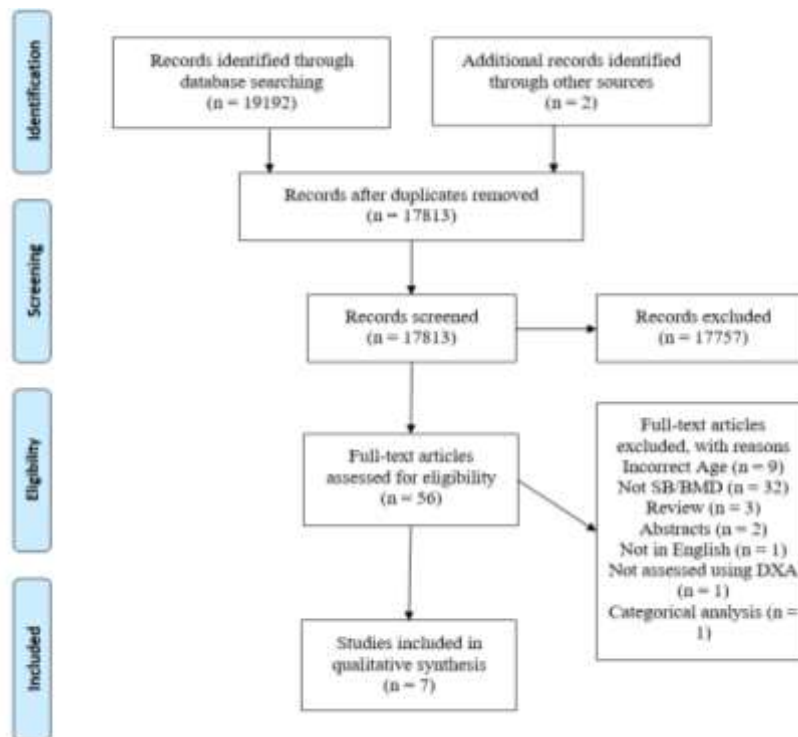 Identification
Records identified through
database searching
(n = 19192)
Additional records identified
through other sources
(n = 2)
Records after duplicates removed
(n = 17813)
Screening
Records screened
(n = 17813)
Records excluded
(n = 17757)
Eligibility
Full-text articles
assessed for eligibility
(n = 56)
Full-text articles
excluded, with reasons
Incorrect Age (n = 9)
Not SB/BMD (n = 32)
Review (n = 3)
Abstracts (n = 2)
Not in English (n = 1)
Not assessed using DXA
(n = 1)
Categorical analysis (n =
1)
Included
Studies included in
qualitative synthesis
(n = 7)